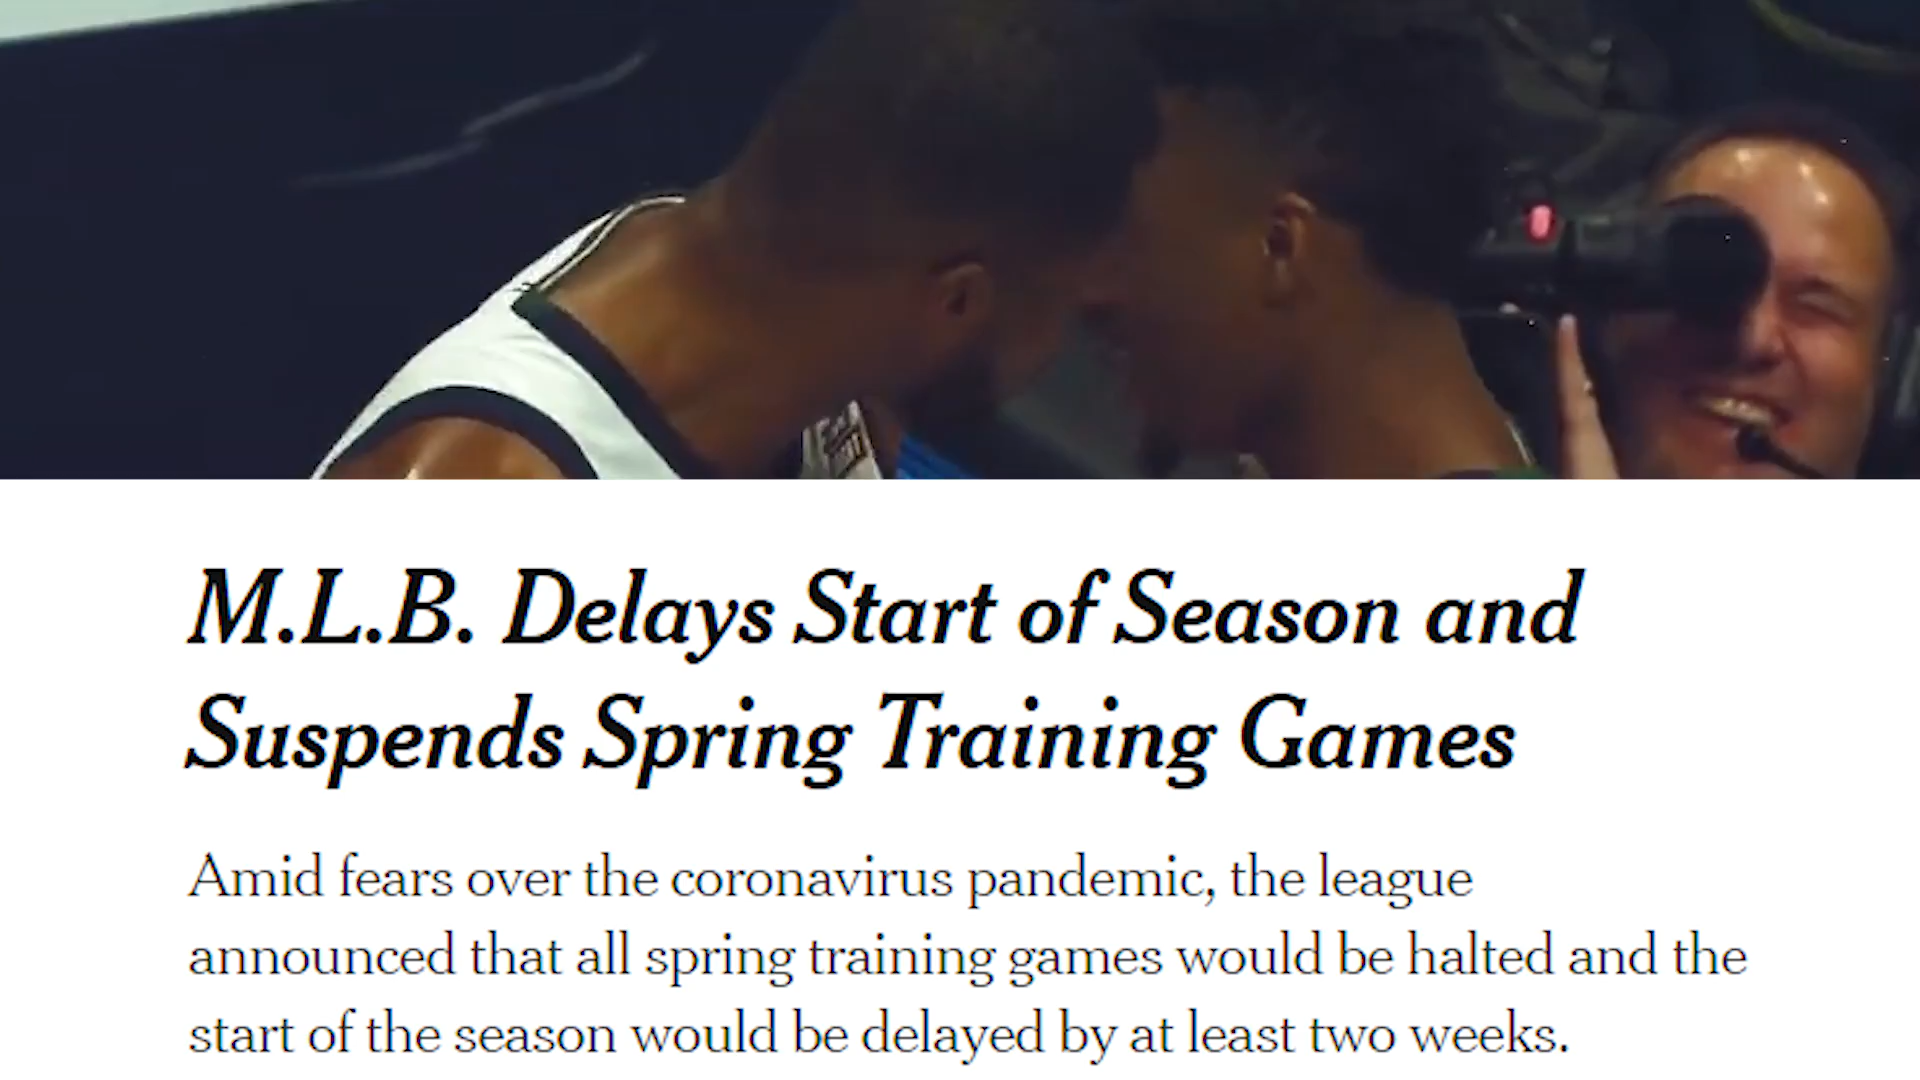 M.L.B. Delays Start of Season and
Suspends Spring Training Games
Amid fears over the coronavirus pandemic, the league
announced that all spring training games would be halted and the
start of the season would be delayed by at least two weeks.